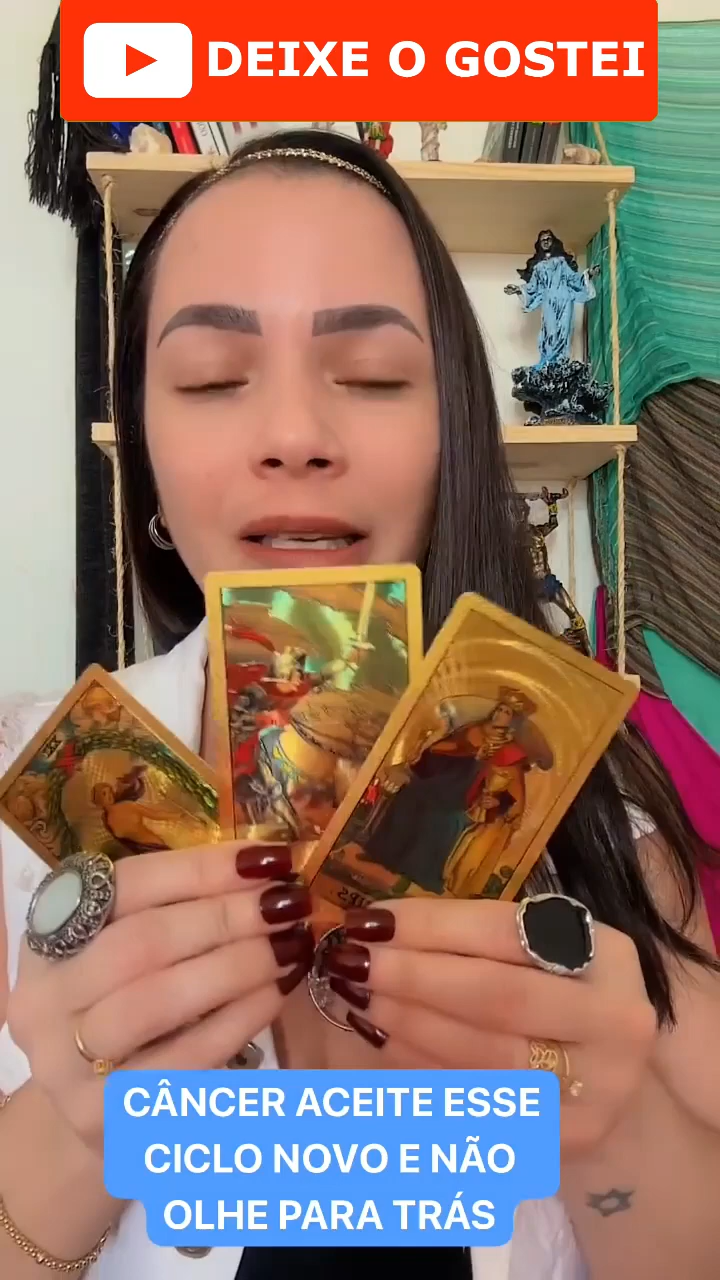 DEIXE O GOSTEI
CÂNCER ACEITE ESSE
CICLO NOVO E NÃO
OLHE PARA TRÁS